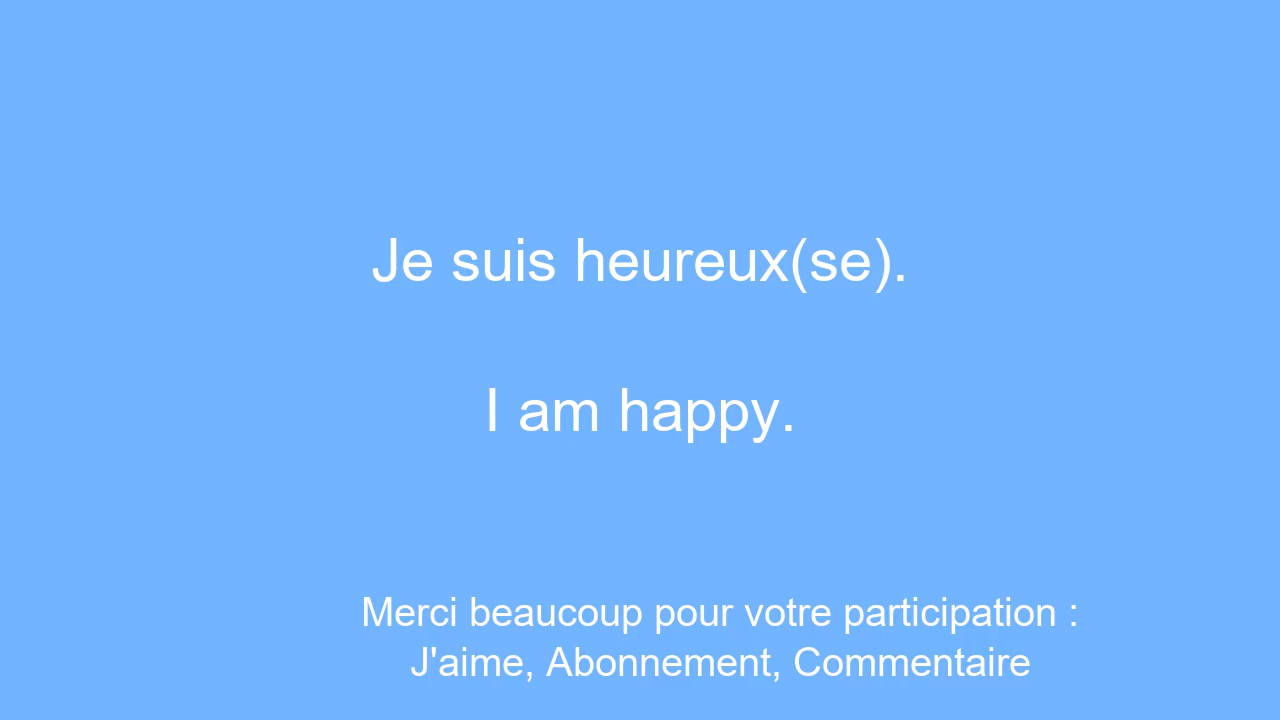 Je suis heureux(se).
I am happy.
Merci beaucoup pour votre participation :
J'aime, Abonnement, Commentaire